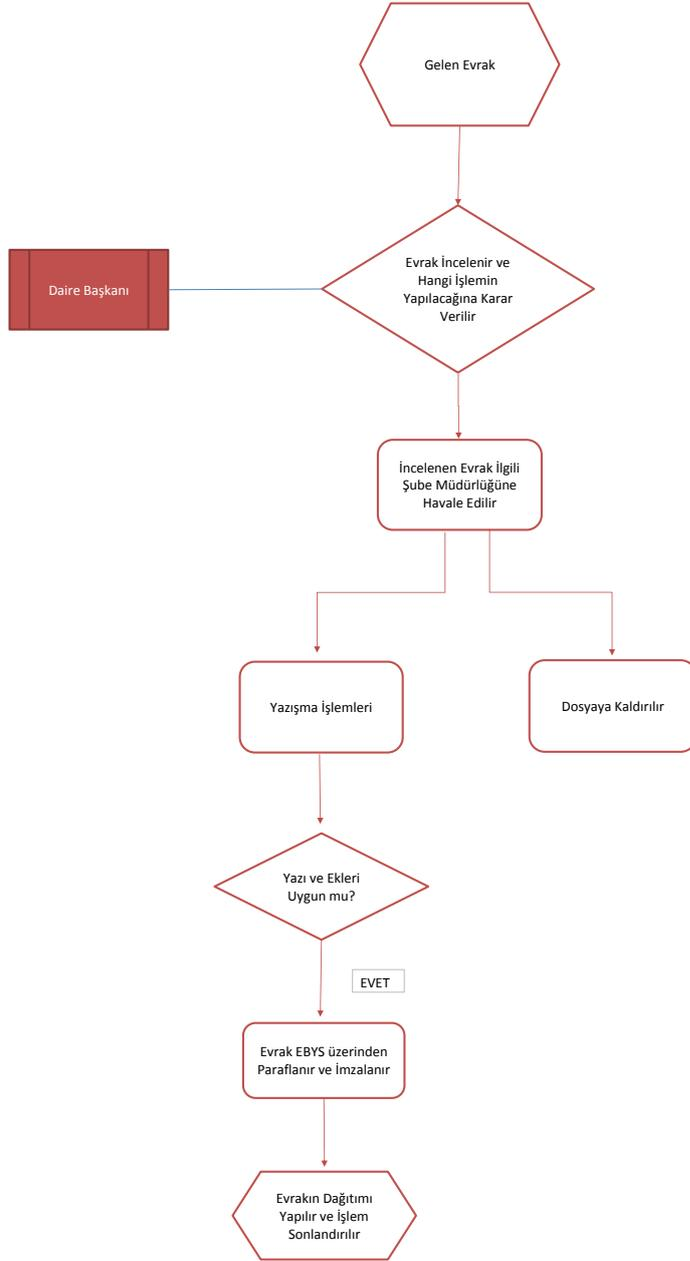 Gelen Evrak
Evrak İncelenir ve
Hangi İşlemin
Yapılacağına Karar
Verilir
Daire Başkanı
İncelenen Evrak İlgili
Şube Müdürlüğüne
Havale Edilir
Yazışma İşlemleri
Dosyaya Kaldırılır
Yazı ve Ekleri
Uygun mu?
EVET
Evrak EBYS üzerinden
Paraflanır ve İmzalanır
Evrakın Dağıtımı
Yapılır ve İşlem
Sonlandırılır